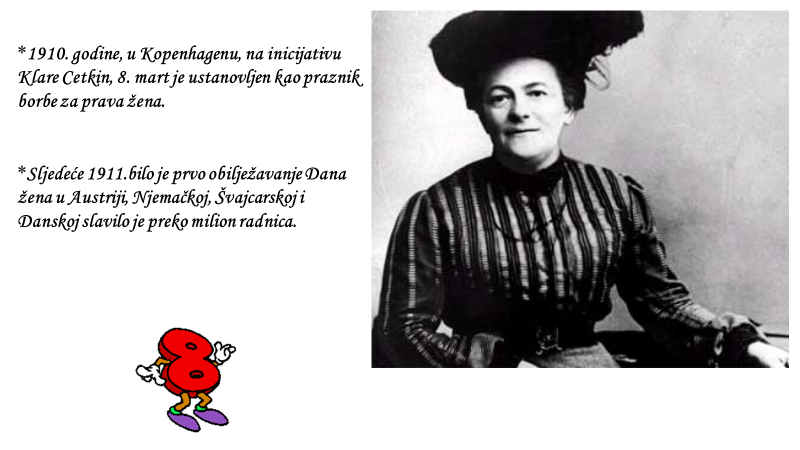 *1910. godine, u Kopenhagenu, na inicijativu
Klare Cetkin, 8. mart je ustanovljen kao praznik
borbe za prava žena.
*Sljedeće 1911.bilo je prvo obilježavanje Dana
žena u Austriji, Njemačkoj, Švajcarskoj i
Danskoj slavilo je preko milion radnica.
8